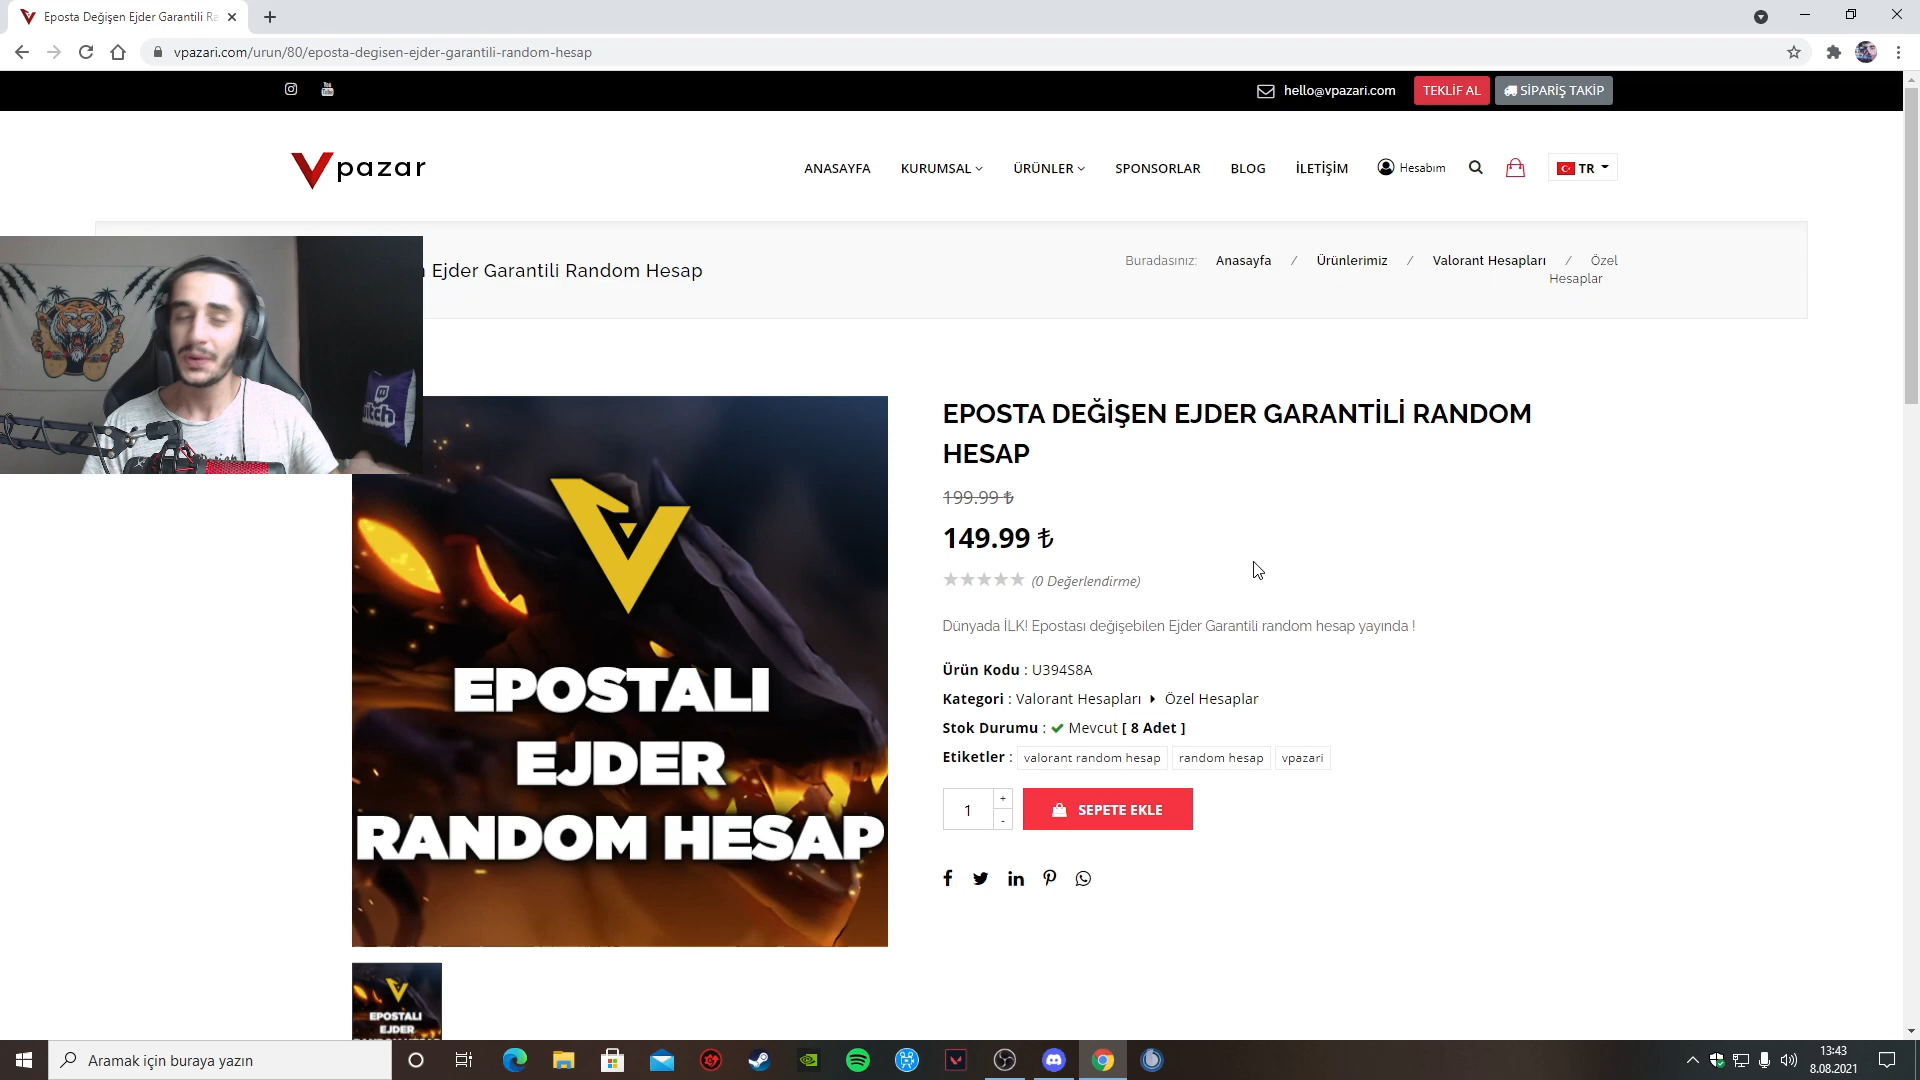 Eposta Değişen Ejder Garantili Ra
vpazari.com/urun/80/eposta-degisen-ejder-garantili-random-hesap
hello@vpazari.com
TEKLİF AL
SİPARİŞ TAKİP
V pazar
ANASAYFA
KURUMSAL
ÜRÜNLER
SPONSORLAR
BLOG
İLETİŞİM
Hesabım
TR
Ejder Garantili Random Hesap
Buradasınız: Anasayfa / Ürünlerimiz / Valorant Hesapları / Özel
Hesaplar
EPOSTALI
EJDER
RANDOM HESAP
EPOSTA DEĞİŞEN EJDER GARANTİLİ RANDOM
HESAP
199.99 ₺
149.99 ₺
(0 Değerlendirme)
Dünyada İLK! Epostası değişebilen Ejder Garantili random hesap yayında !
Ürün Kodu : U394S8A
Kategori : Valorant Hesapları Özel Hesaplar
Stok Durumu : Mevcut [ 8 Adet ]
Etiketler : valorant random hesap random hesap vpazari
1
+
-
SEPETE EKLE
EPOSTALI
EJDER
Aramak için buraya yazın
13:43
8.08.2021